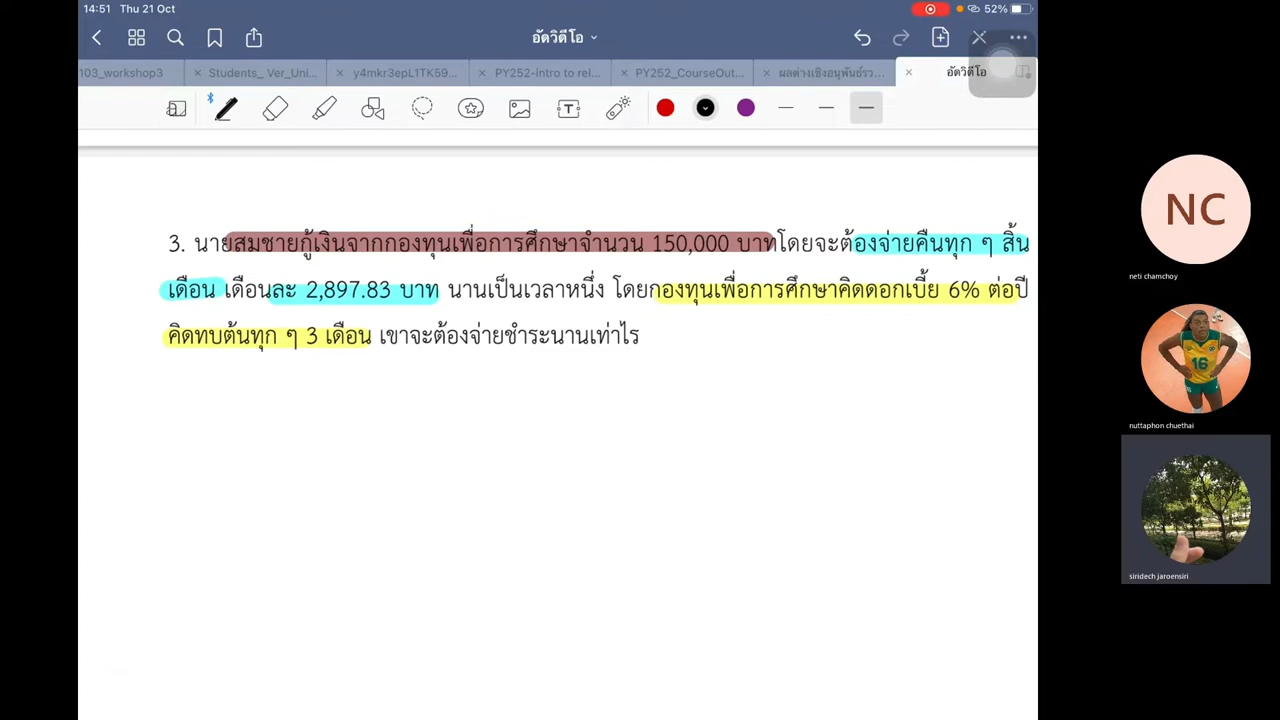 14:51 Thu 21 Oct
52%
อัดวิดีโอ
103_workshop3
Students_ Ver_Uni...
y4mkr3epL1TK59...
PY252-intro to rel...
PY252_CourseOut...
ผลต่างเชิงอนุพันธ์รว...
อัดวิดีโอ
3. นายสมชายกู้เงินจากกองทุนเพื่อการศึกษาจำนวน 150,000 บาทโดยจะต้องจ่ายคืนทุก ๆ สิ้น
เดือน เดือนละ 2,897.83 บาท นานเป็นเวลาหนึ่ง โดยกองทุนเพื่อการศึกษาคิดดอกเบี้ย 6% ต่อปี
คิดทบต้นทุก ๆ 3 เดือน เขาจะต้องจ่ายชำระนานเท่าไร
NC
neti chamchoy
16
nuttaphon chuethai
siridech jaroensiri